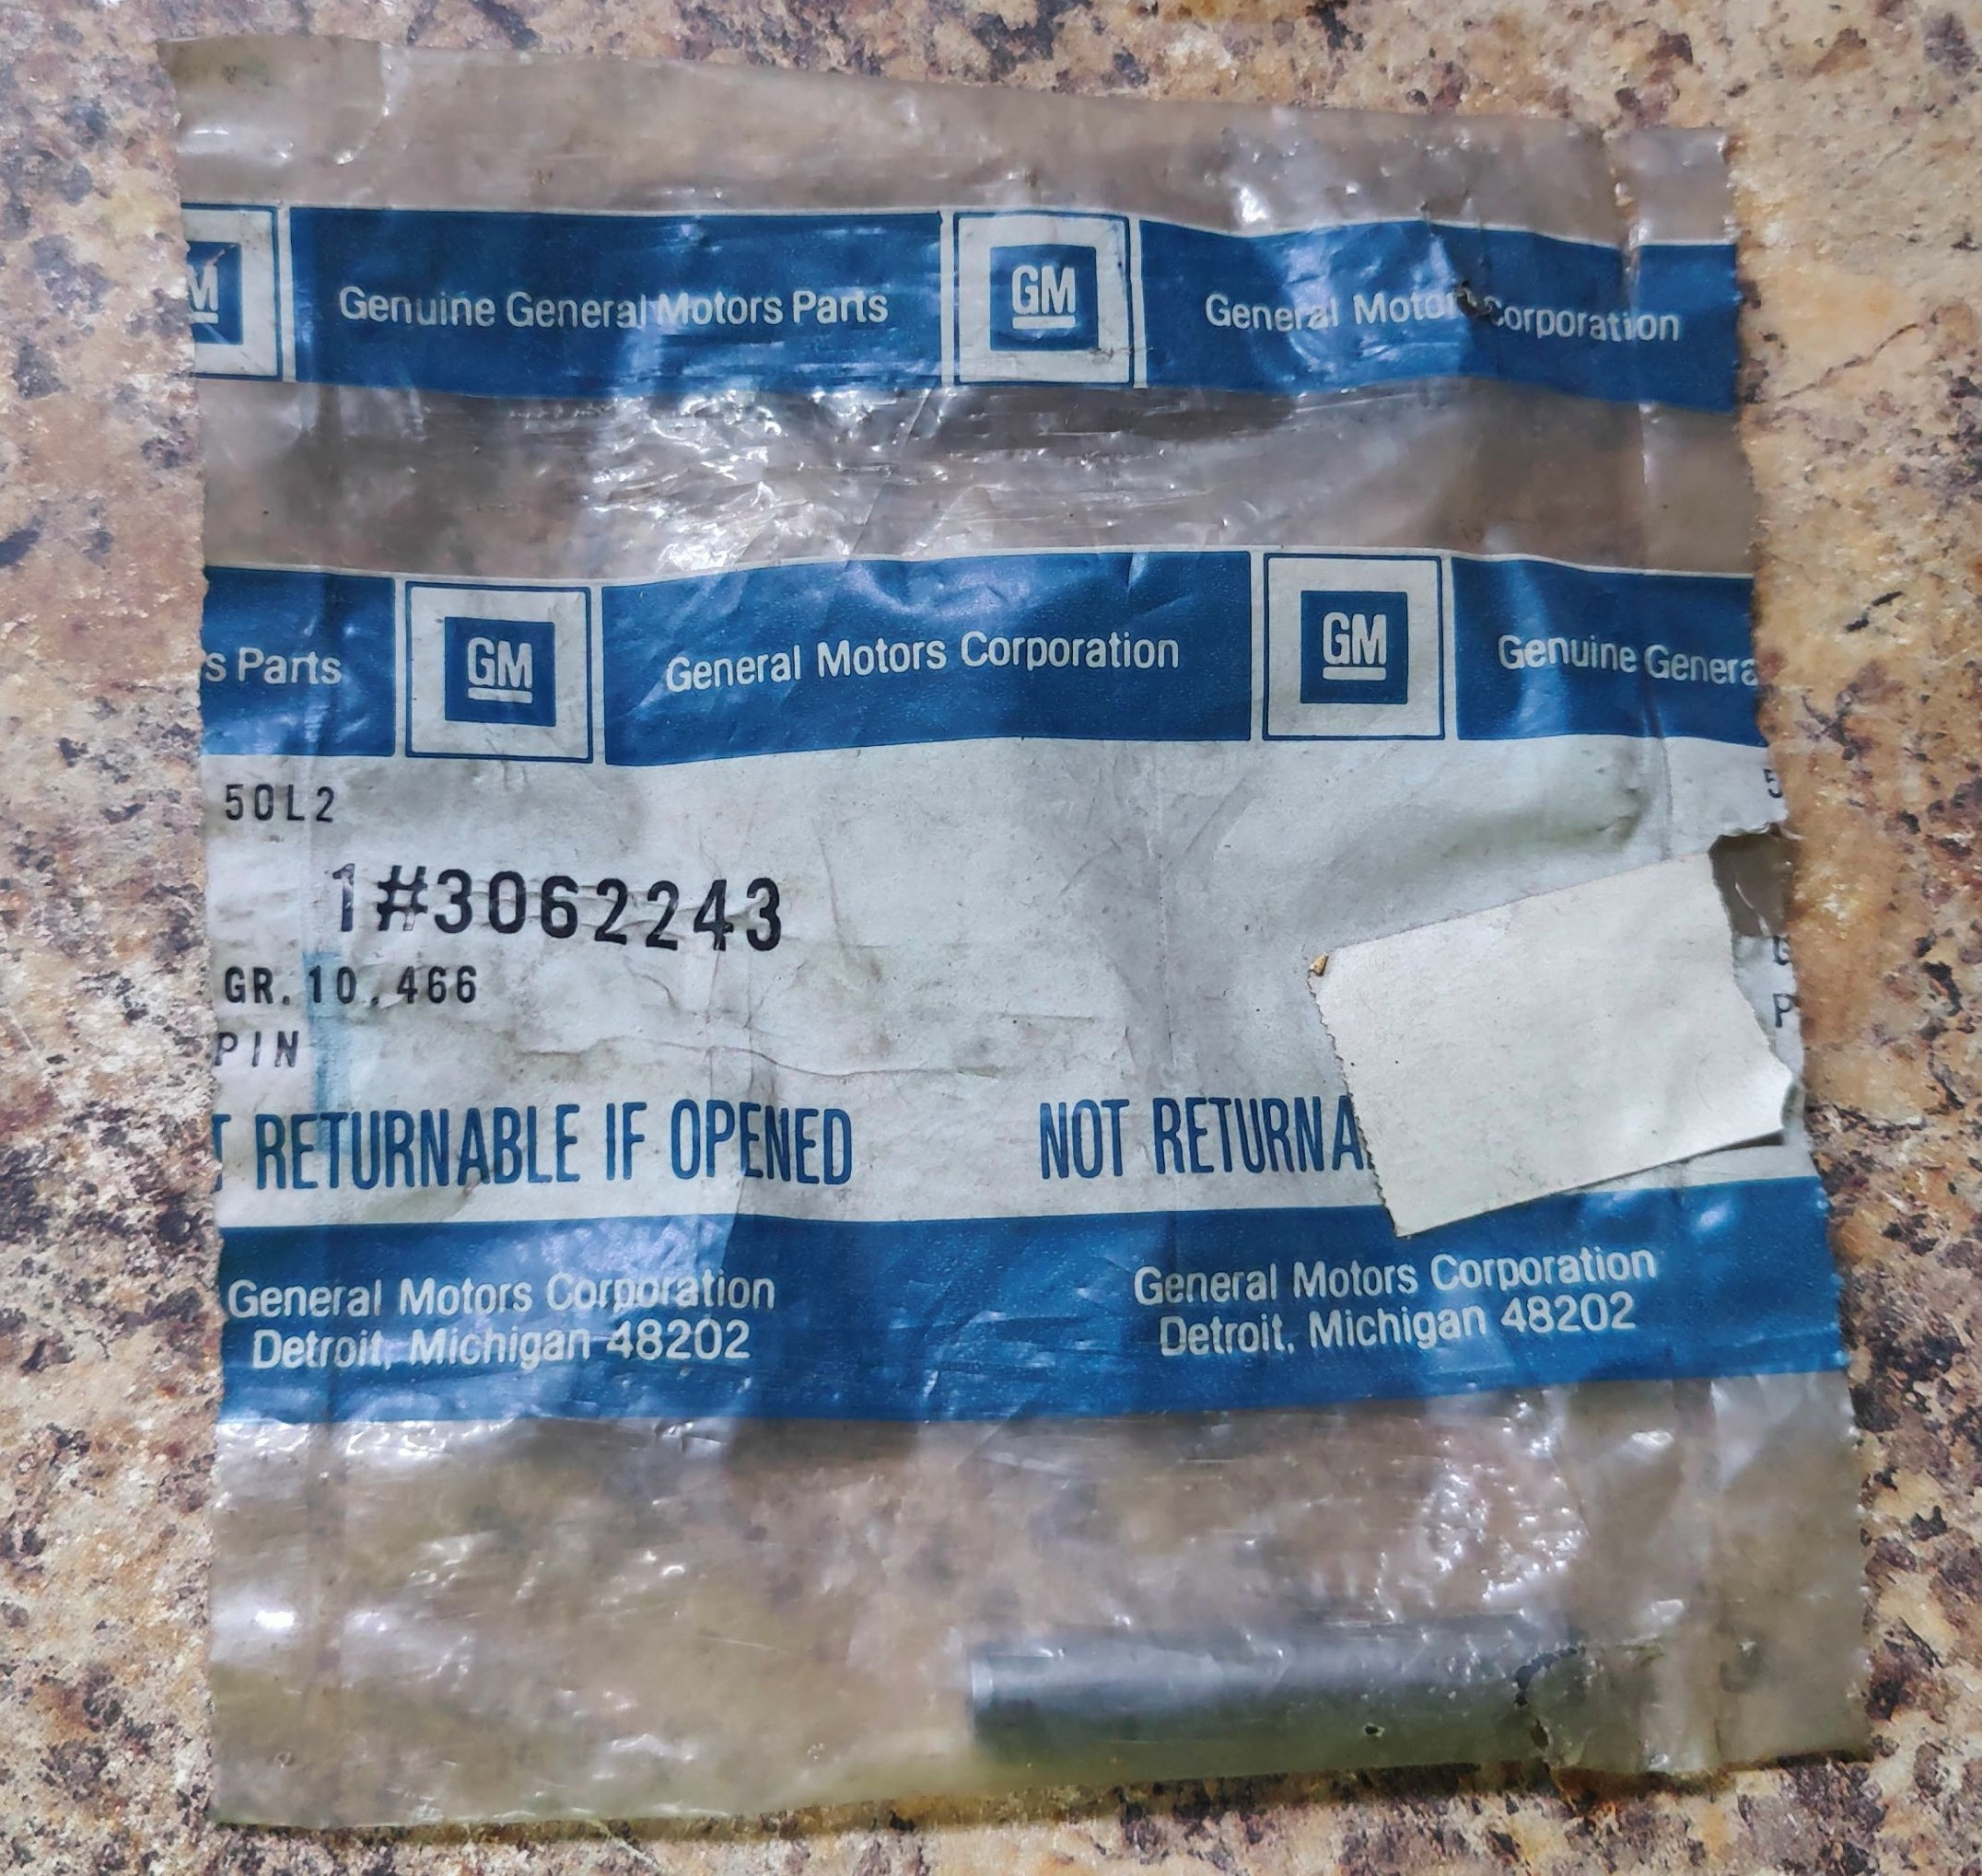 GM Genuine General Motors Parts GM General Motors Corporation
s Parts GM General Motors Corporation GM Genuine Genera
50L2 5
1#3062243
GR. 10.466 G
PIN P
T RETURNABLE IF OPENED NOT RETURNA
General Motors Corporation General Motors Corporation
Detroit, Michigan 48202 Detroit, Michigan 48202